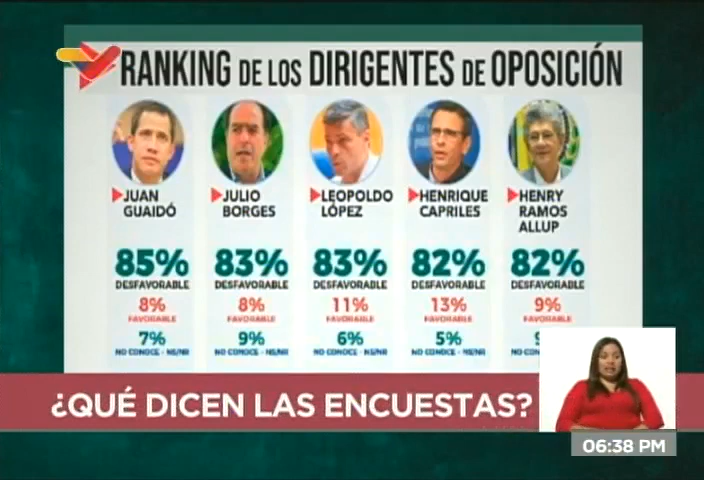 RANKING DE LOS DIRIGENTES DE OPOSICIÓN
JUAN GUAIDÓ
JULIO BORGES
LEOPOLDO LÓPEZ
HENRIQUE CAPRILES
HENRY RAMOS ALLUP
85% 83% 83% 82% 82%
DESFAVORABLE DESFAVORABLE DESFAVORABLE DESFAVORABLE DESFAVORABLE
8% 8% 11% 13% 9%
FAVORABLE FAVORABLE FAVORABLE FAVORABLE FAVORABLE
7% 9% 6% 5%
NO CONOCE - NS/NR NO CONOCE - NS/NR NO CONOCE - NS/NR NO CONOCE - NS/NR NO
¿QUÉ DICEN LAS ENCUESTAS?
06:38 PM